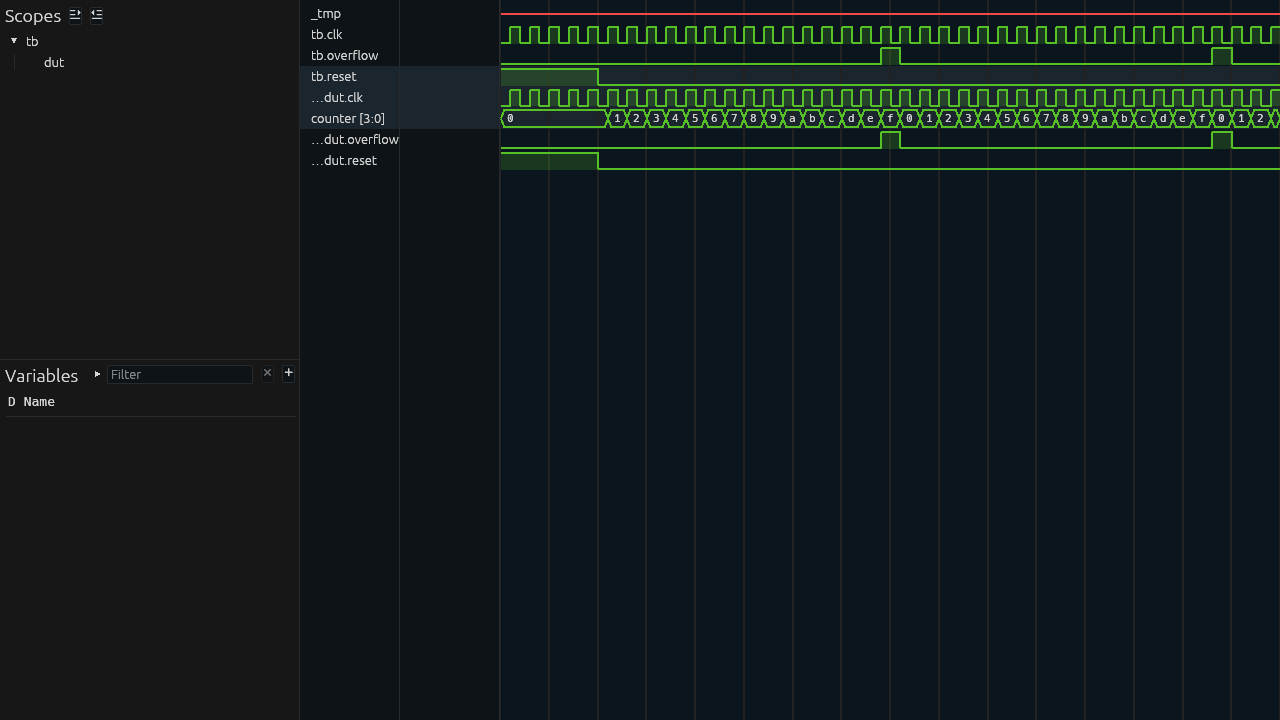 Scopes
tb
dut
Variables Filter × +
D Name
_tmp
tb.clk
tb.overflow
tb.reset
…dut.clk
counter [3:0] 0 1 2 3 4 5 6 7 8 9 a b c d e f 0 1 2 3 4 5 6 7 8 9 a b c d e f 0 1 2
…dut.overflow
…dut.reset